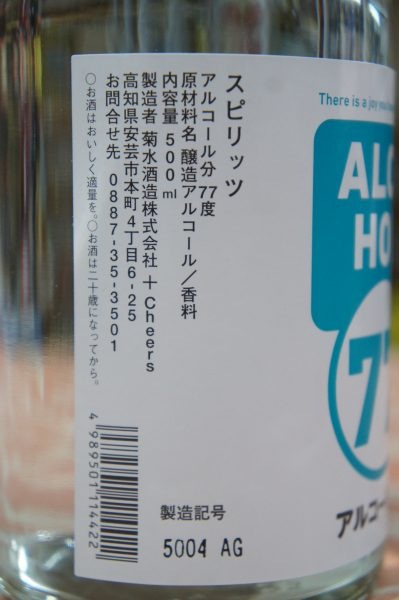 スピリッツ
アルコール分 77度
原材料名 醸造アルコール/香料
内容量 500ml
製造者 菊水酒造株式会社 + Cheers
高知県安芸市本町4丁目6-25
お問合せ先 0887-35-3501
○お酒はおいしく適量を。○お酒は二十歳になってから。
4989501114422
製造記号
5004 AG
There is a joy you
ALC
HO
77
アルコー